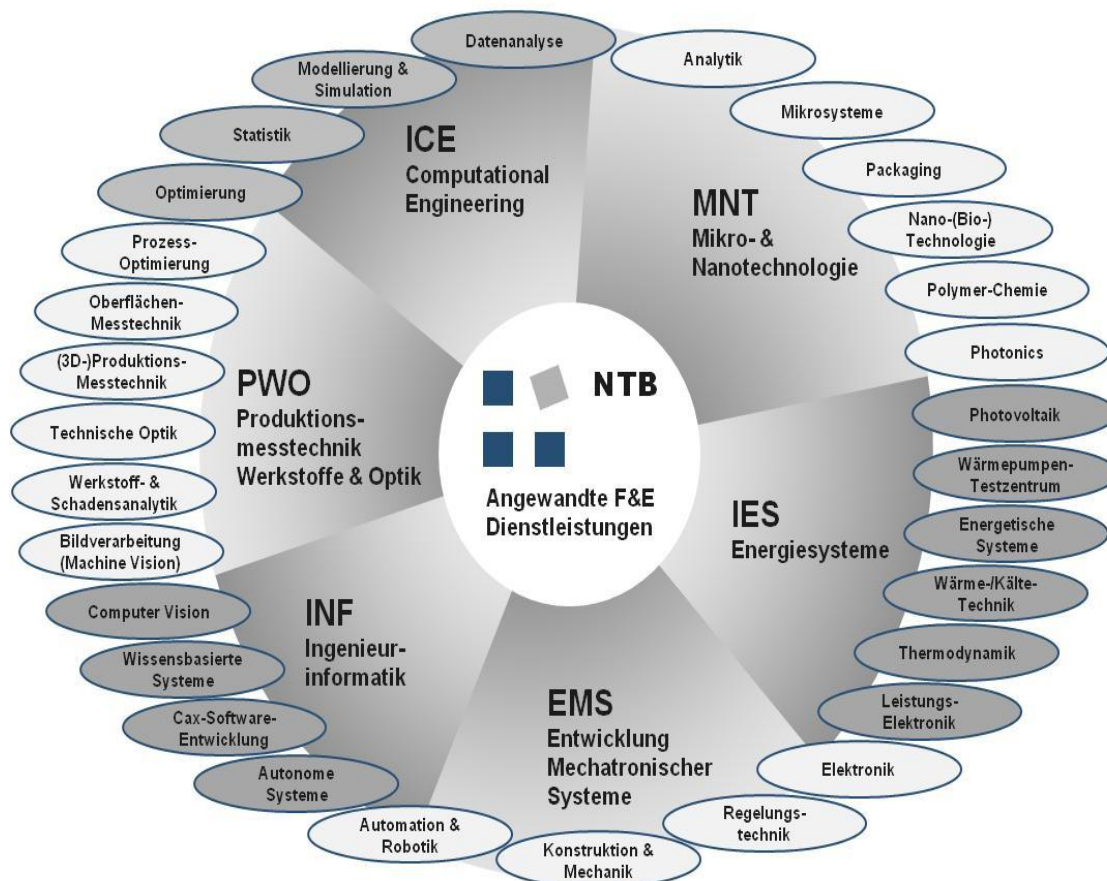 Datenanalyse
Analytik
Modellierung &
Simulation
Mikrosysteme
Statistik
Packaging
Optimierung
Nano-(Bio-)
Technologie
Prozess-
Optimierung
Polymer-Chemie
Oberflächen-
Messtechnik
Photonics
(3D-)Produktions-
Messtechnik
Photovoltaik
Technische Optik
Wärmepumpen-
Testzentrum
Werkstoff- &
Schadensanalytik
Energetische
Systeme
Bildverarbeitung
(Machine Vision)
Wärme-/Kälte-
Technik
Computer Vision
Thermodynamik
Wissensbasierte
Systeme
Leistungs-
Elektronik
Cax-Software-
Entwicklung
Elektronik
Autonome
Systeme
Regelungs-
technik
Automation &
Robotik
Konstruktion &
Mechanik
ICE
Computational
Engineering
MNT
Mikro- &
Nanotechnologie
PWO
Produktions-
messtechnik
Werkstoffe & Optik
NTB
Angewandte F&E
Dienstleistungen
IES
Energiesysteme
INF
Ingenieur-
informatik
EMS
Entwicklung
Mechatronischer
Systeme